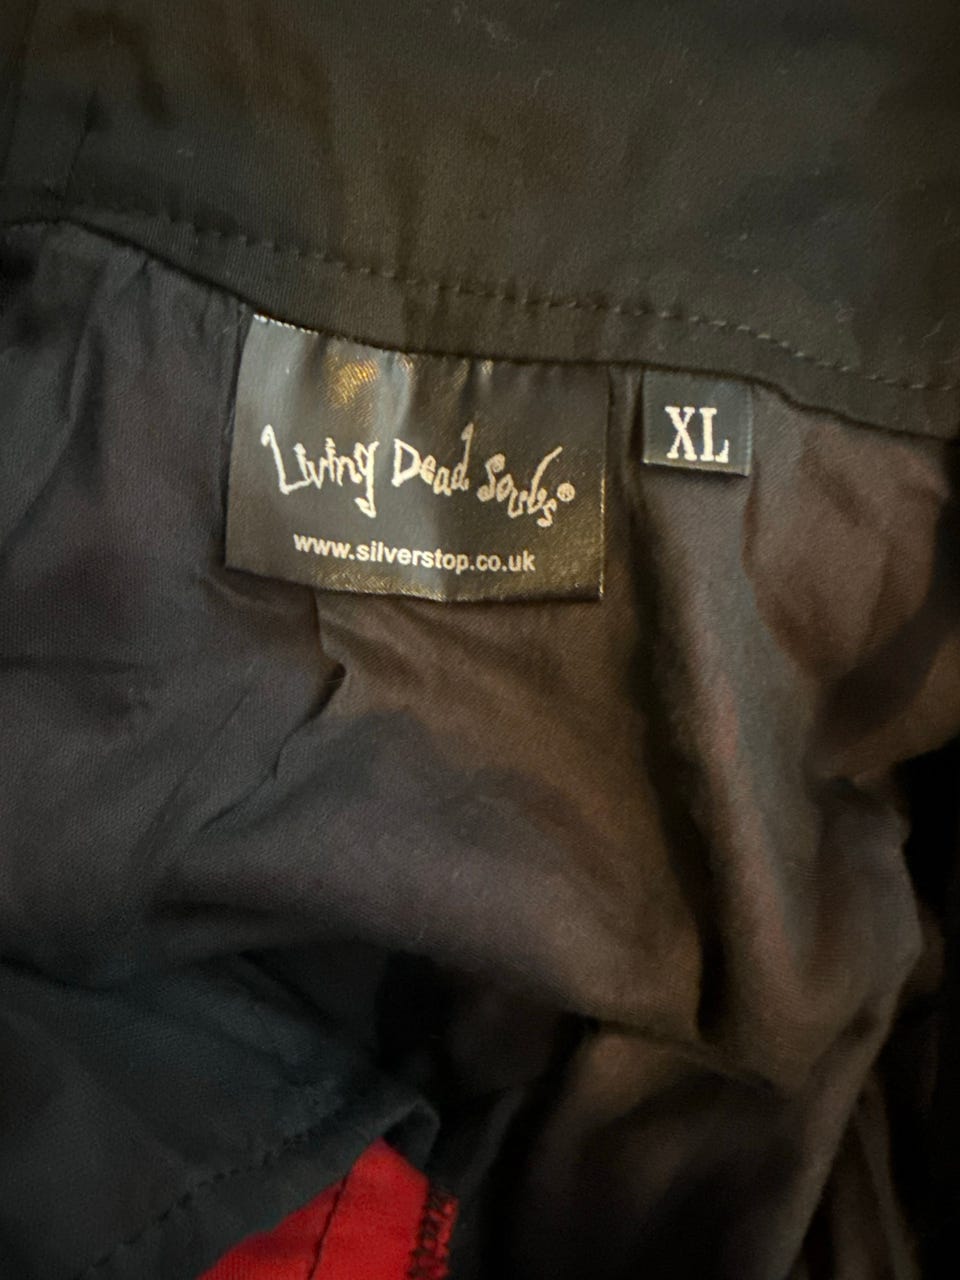 Living Dead Souls®
www.silverstop.co.uk
XL